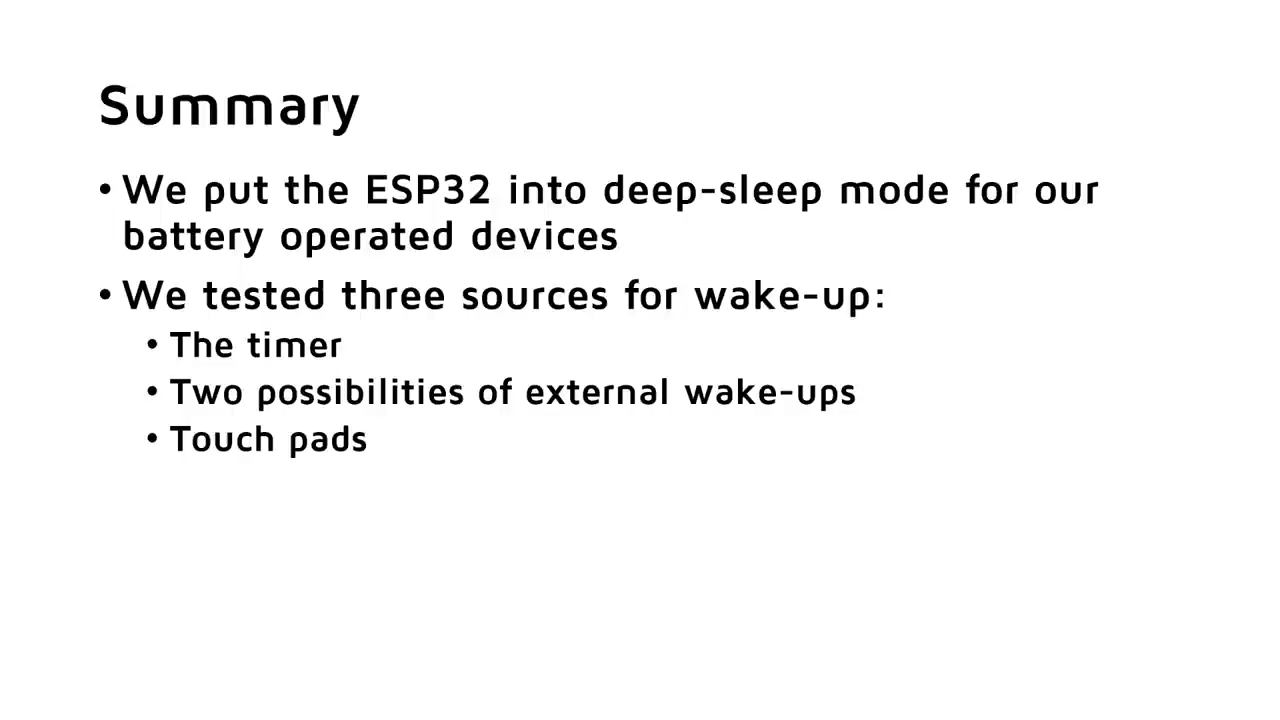 Summary
• We put the ESP32 into deep-sleep mode for our
battery operated devices
• We tested three sources for wake-up:
• The timer
• Two possibilities of external wake-ups
• Touch pads